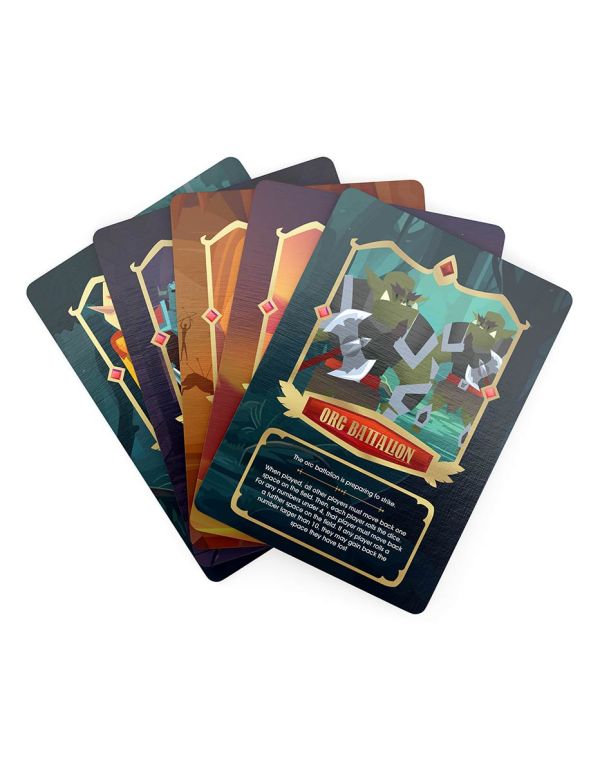 ORC BATTALION
The orc battalion is preparing to strike.
When played, all other players must move back one
space on the field. Then, each player rolls the dice.
For any numbers under 4, that player must move back
a further space on the field. If any player rolls a
number larger than 10, they may gain back the
space they have lost